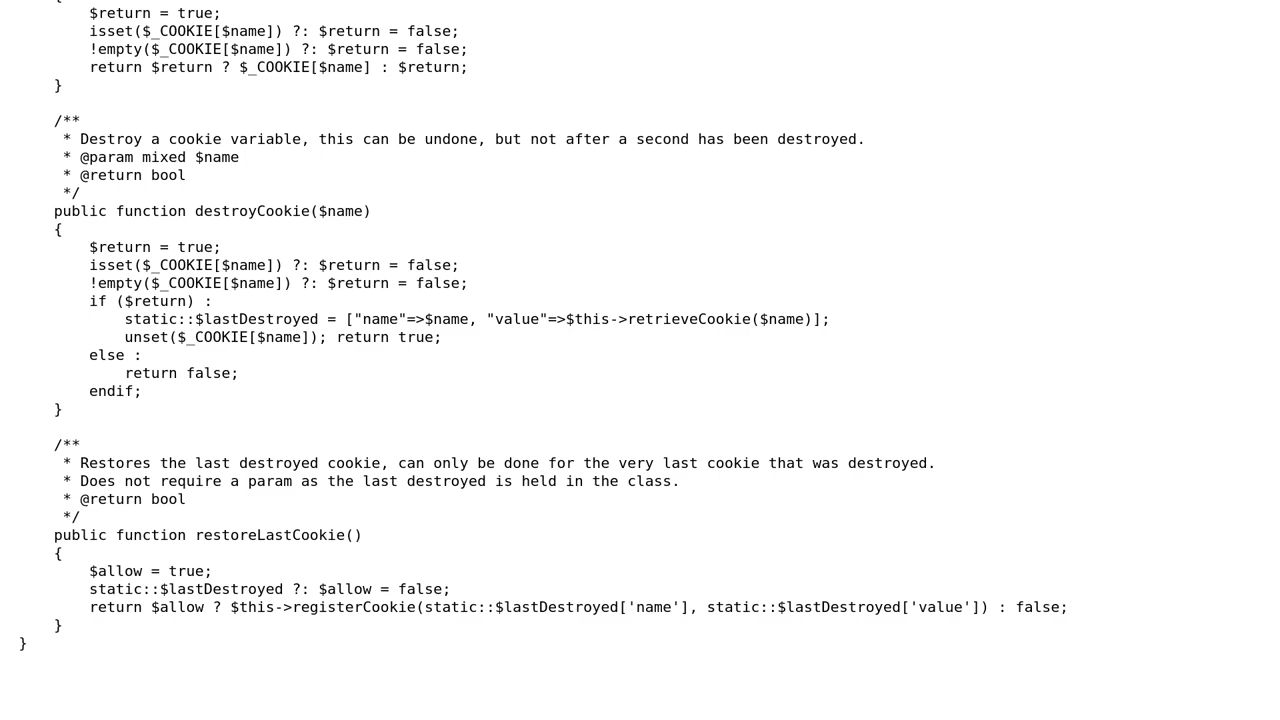 {
$return = true;
isset($_COOKIE[$name]) ?: $return = false;
!empty($_COOKIE[$name]) ?: $return = false;
return $return ? $_COOKIE[$name] : $return;
}
/**
* Destroy a cookie variable, this can be undone, but not after a second has been destroyed.
* @param mixed $name
* @return bool
*/
public function destroyCookie($name)
{
$return = true;
isset($_COOKIE[$name]) ?: $return = false;
!empty($_COOKIE[$name]) ?: $return = false;
if ($return) :
static::$lastDestroyed = ["name"=>$name, "value"=>$this->retrieveCookie($name)];
unset($_COOKIE[$name]); return true;
else :
return false;
endif;
}
/**
* Restores the last destroyed cookie, can only be done for the very last cookie that was destroyed.
* Does not require a param as the last destroyed is held in the class.
* @return bool
*/
public function restoreLastCookie()
{
$allow = true;
static::$lastDestroyed ?: $allow = false;
return $allow ? $this->registerCookie(static::$lastDestroyed['name'], static::$lastDestroyed['value']) : false;
}
}